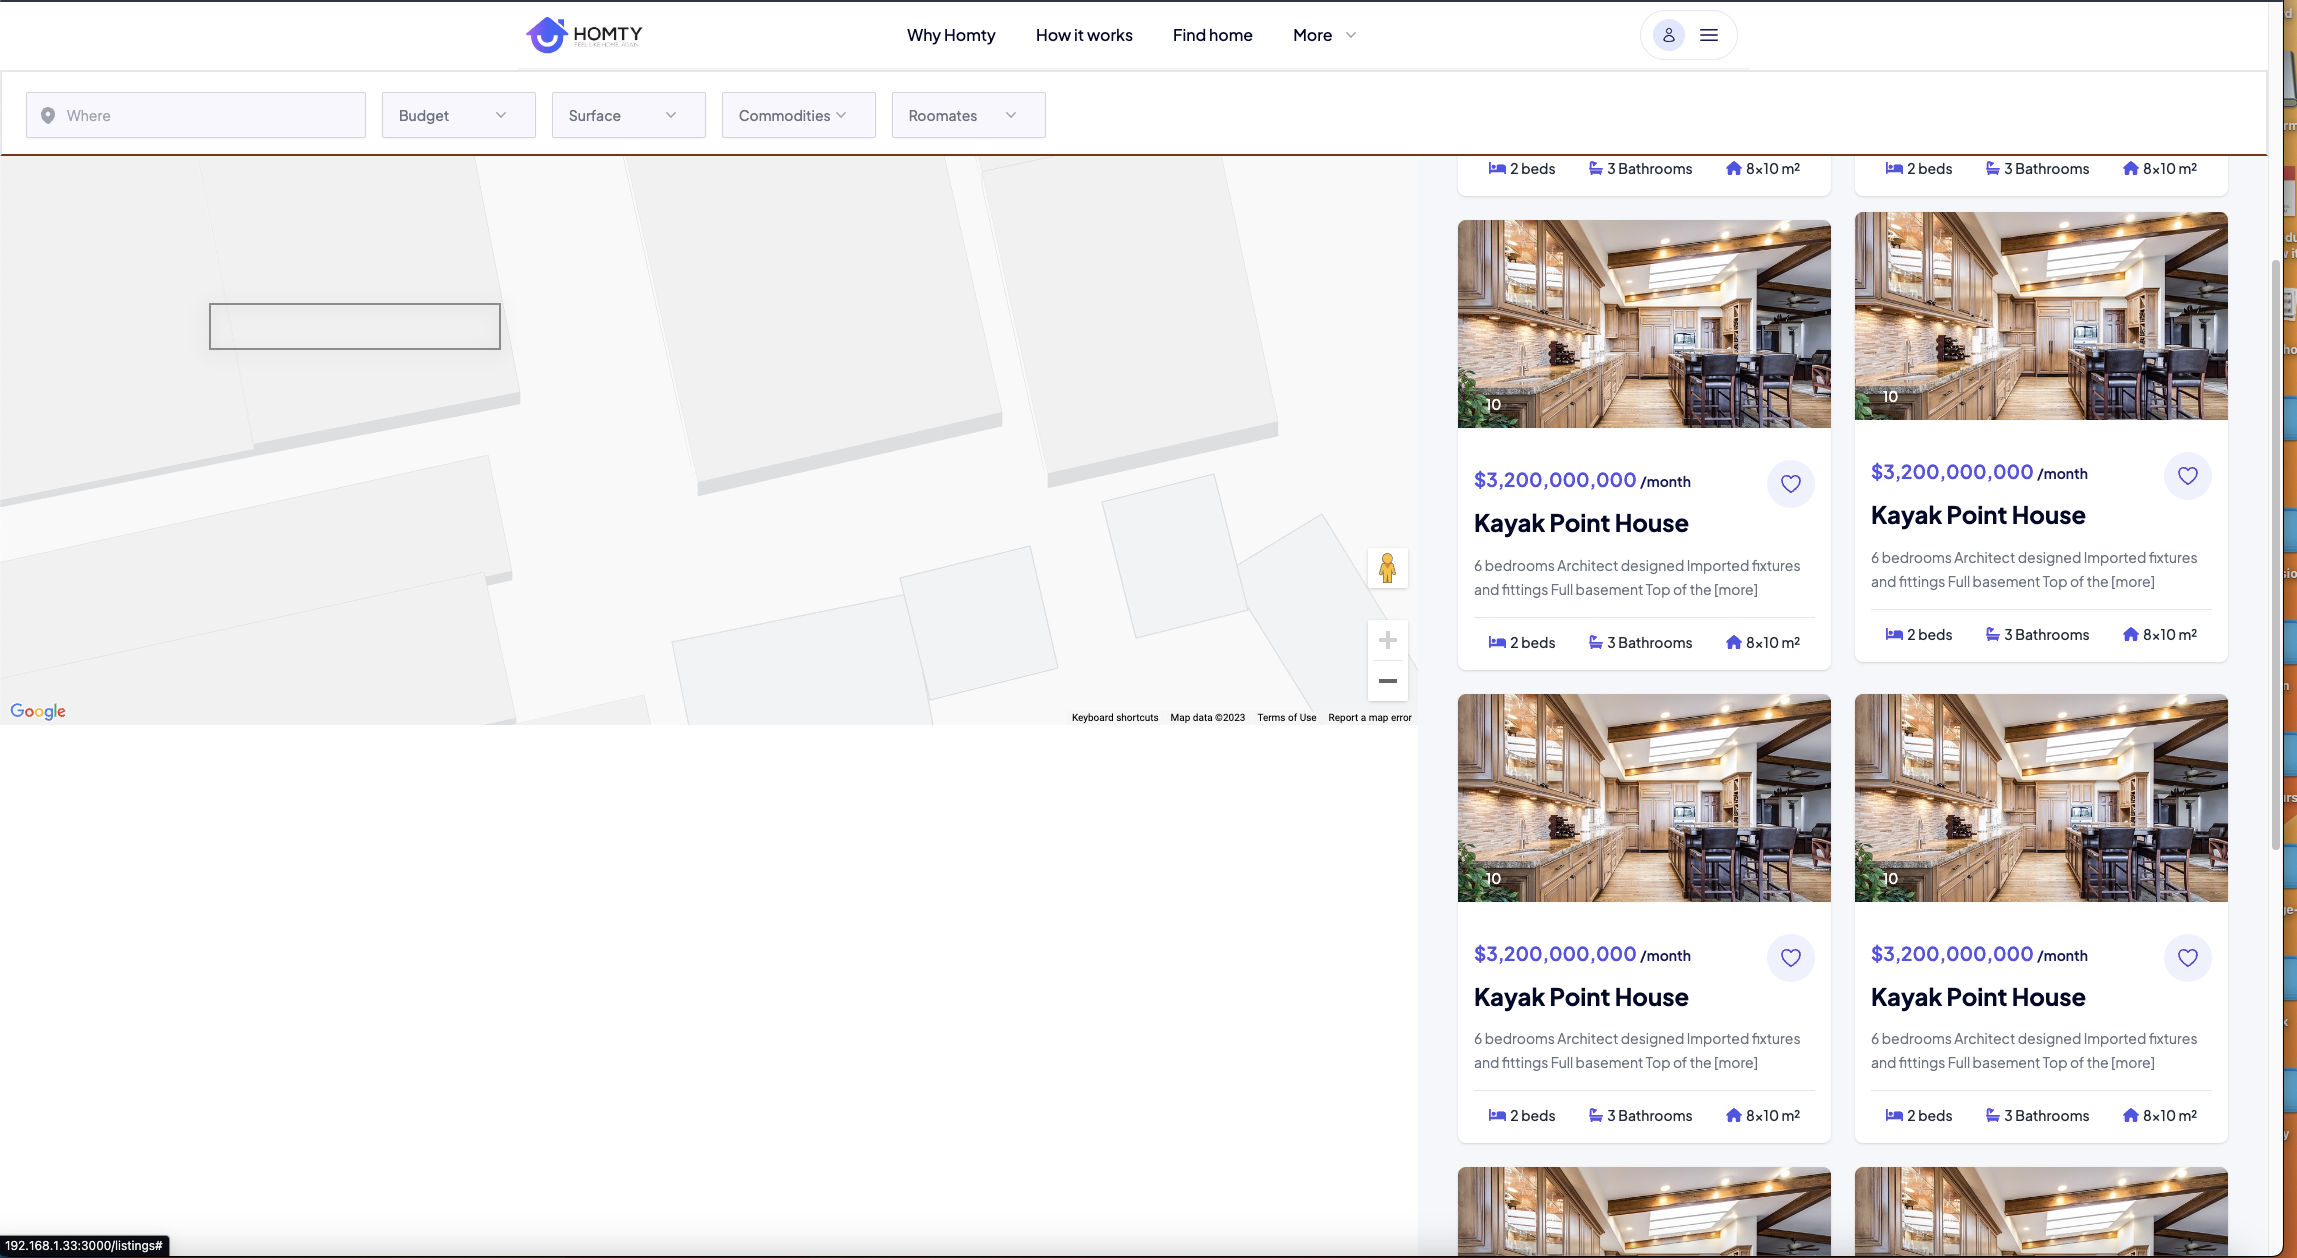 HOMTY
FEEL LIKE HOME, AGAIN
Why Homty
How it works
Find home
More
Where
Budget
Surface
Commodities
Roomates
2 beds
3 Bathrooms
8x10 m²
2 beds
3 Bathrooms
8x10 m²
10
$3,200,000,000 /month
Kayak Point House
6 bedrooms Architect designed Imported fixtures
and fittings Full basement Top of the [more]
2 beds
3 Bathrooms
8x10 m²
10
$3,200,000,000 /month
Kayak Point House
6 bedrooms Architect designed Imported fixtures
and fittings Full basement Top of the [more]
2 beds
3 Bathrooms
8x10 m²
Google
Keyboard shortcuts
Map data ©2023
Terms of Use
Report a map error
10
$3,200,000,000 /month
Kayak Point House
6 bedrooms Architect designed Imported fixtures
and fittings Full basement Top of the [more]
2 beds
3 Bathrooms
8x10 m²
10
$3,200,000,000 /month
Kayak Point House
6 bedrooms Architect designed Imported fixtures
and fittings Full basement Top of the [more]
2 beds
3 Bathrooms
8x10 m²
192.168.1.33:3000/listings#